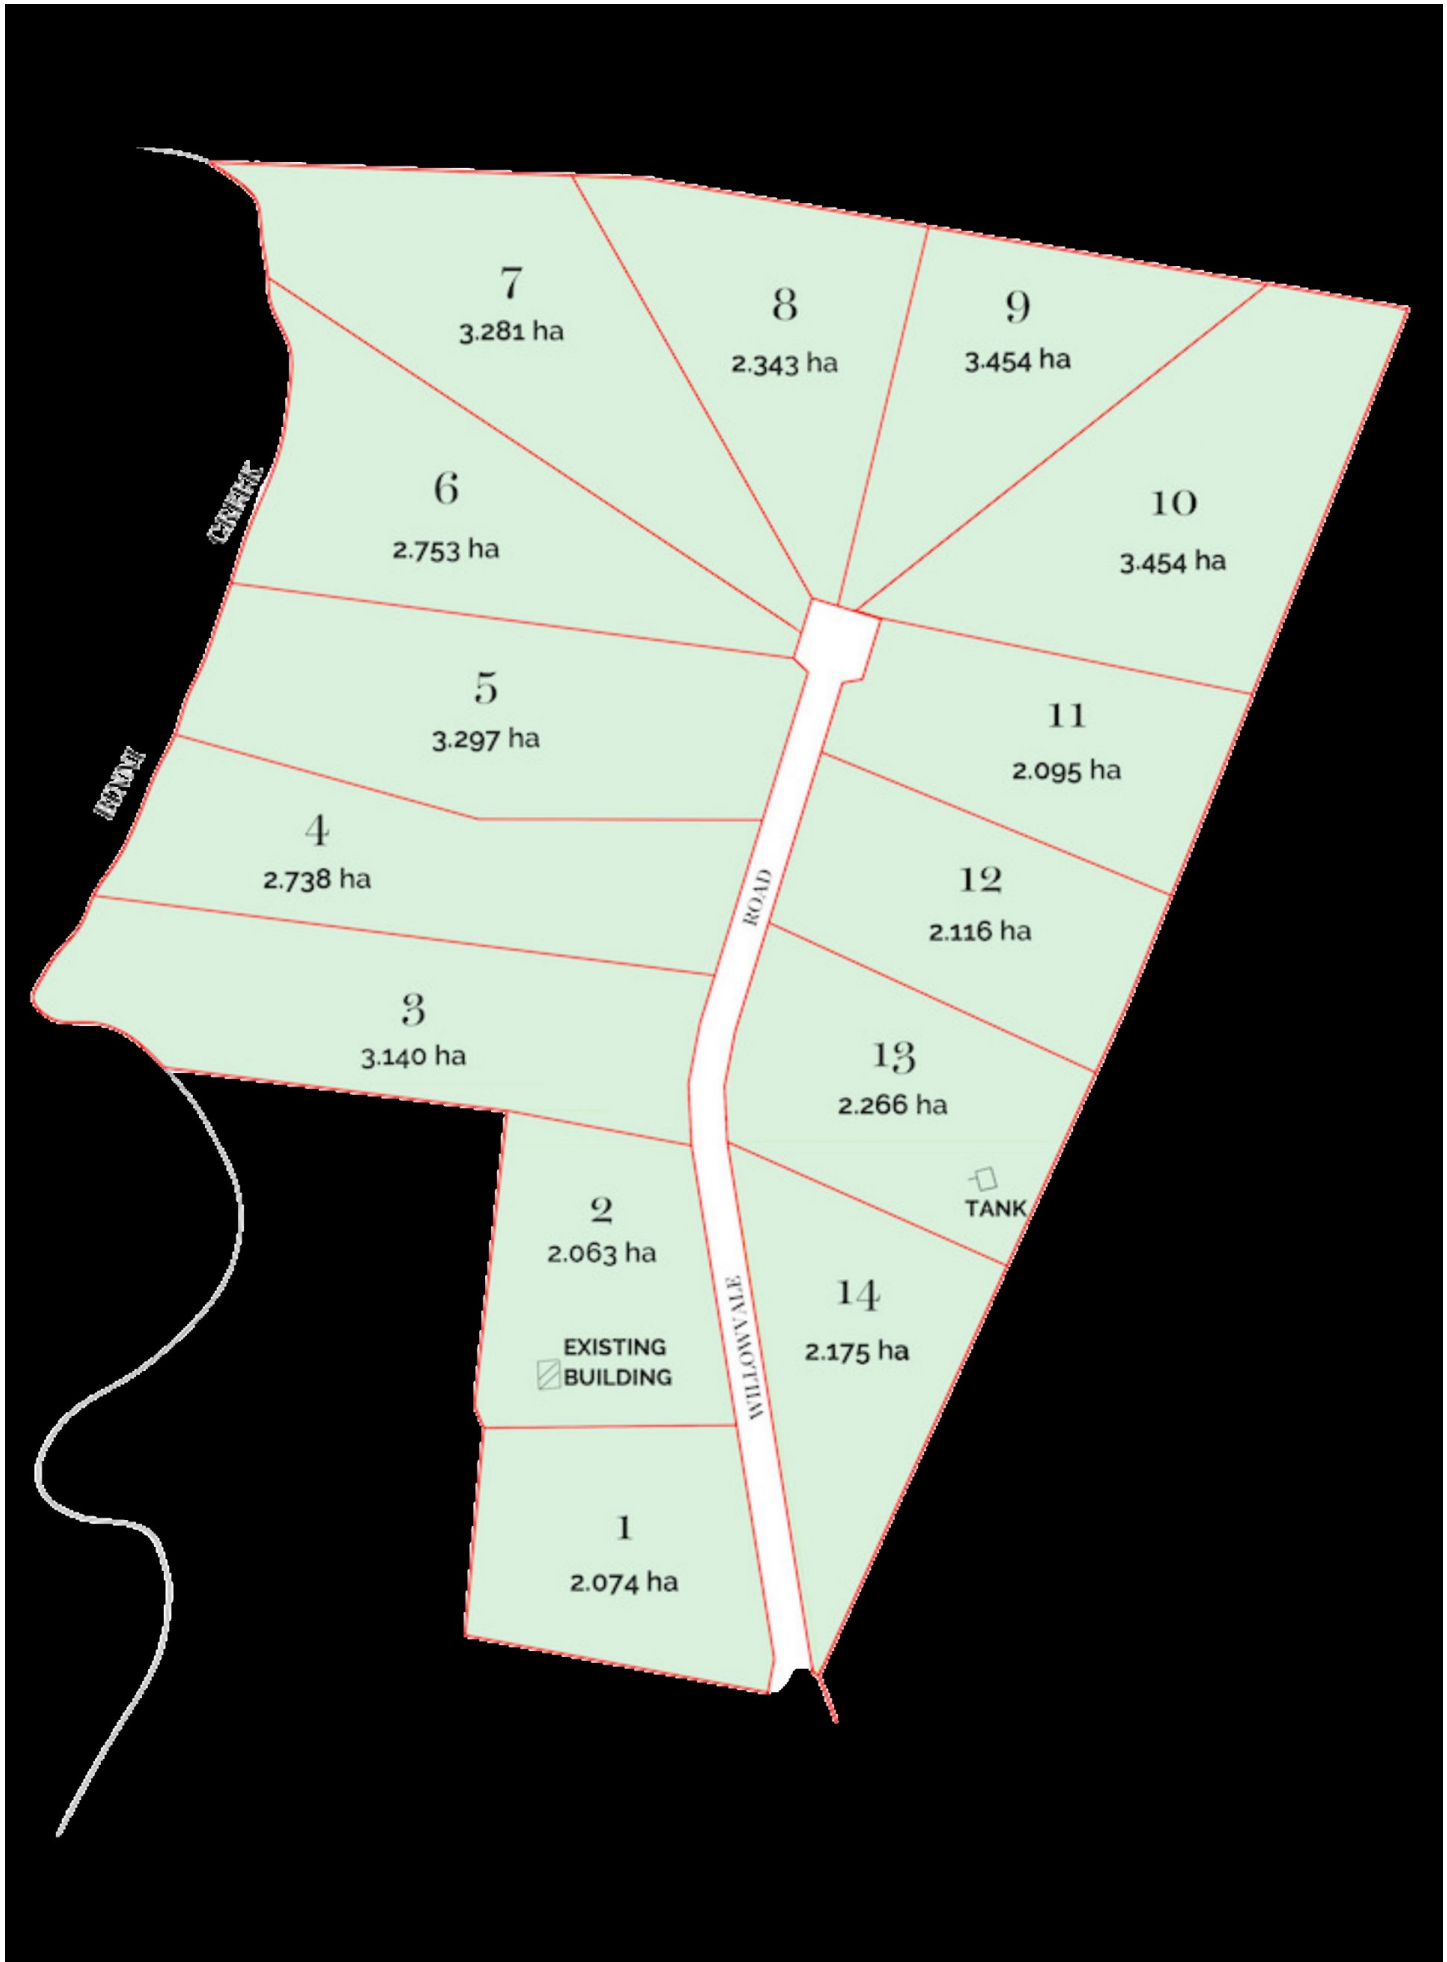 7
3.281 ha
8
2.343 ha
9
3.454 ha
6
2.753 ha
10
3.454 ha
CREEK
5
3.297 ha
11
2.095 ha
4
2.738 ha
12
2.116 ha
ROAD
3
3.140 ha
13
2.266 ha
TANK
2
2.063 ha
EXISTING
BUILDING
14
2.175 ha
WILLOWVALE
1
2.074 ha